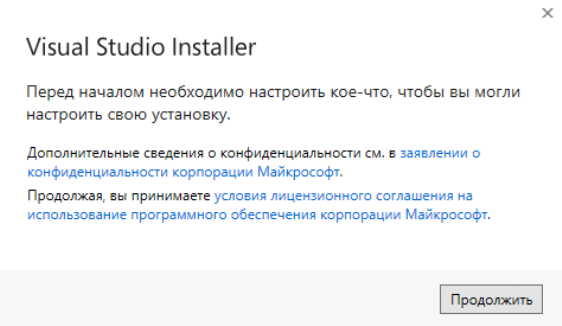 Visual Studio Installer
Перед началом необходимо настроить кое-что, чтобы вы могли
настроить свою установку.
Дополнительные сведения о конфиденциальности см. в заявлении о
конфиденциальности корпорации Майкрософт.
Продолжая, вы принимаете условия лицензионного соглашения на
использование программного обеспечения корпорации Майкрософт.
Продолжить